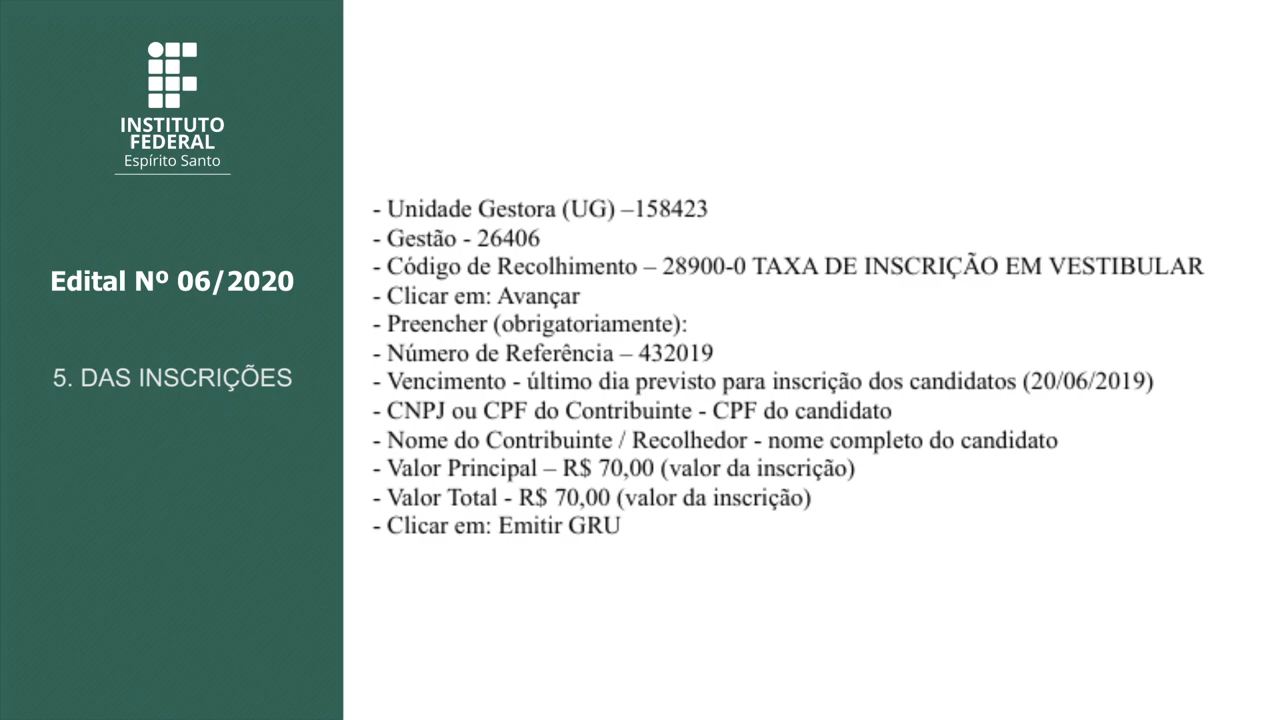 INSTITUTO
FEDERAL
Espírito Santo
Edital Nº 06/2020
5. DAS INSCRIÇÕES
- Unidade Gestora (UG) –158423
- Gestão - 26406
- Código de Recolhimento – 28900-0 TAXA DE INSCRIÇÃO EM VESTIBULAR
- Clicar em: Avançar
- Preencher (obrigatoriamente):
- Número de Referência – 432019
- Vencimento - último dia previsto para inscrição dos candidatos (20/06/2019)
- CNPJ ou CPF do Contribuinte - CPF do candidato
- Nome do Contribuinte / Recolhedor - nome completo do candidato
- Valor Principal – R$ 70,00 (valor da inscrição)
- Valor Total - R$ 70,00 (valor da inscrição)
- Clicar em: Emitir GRU